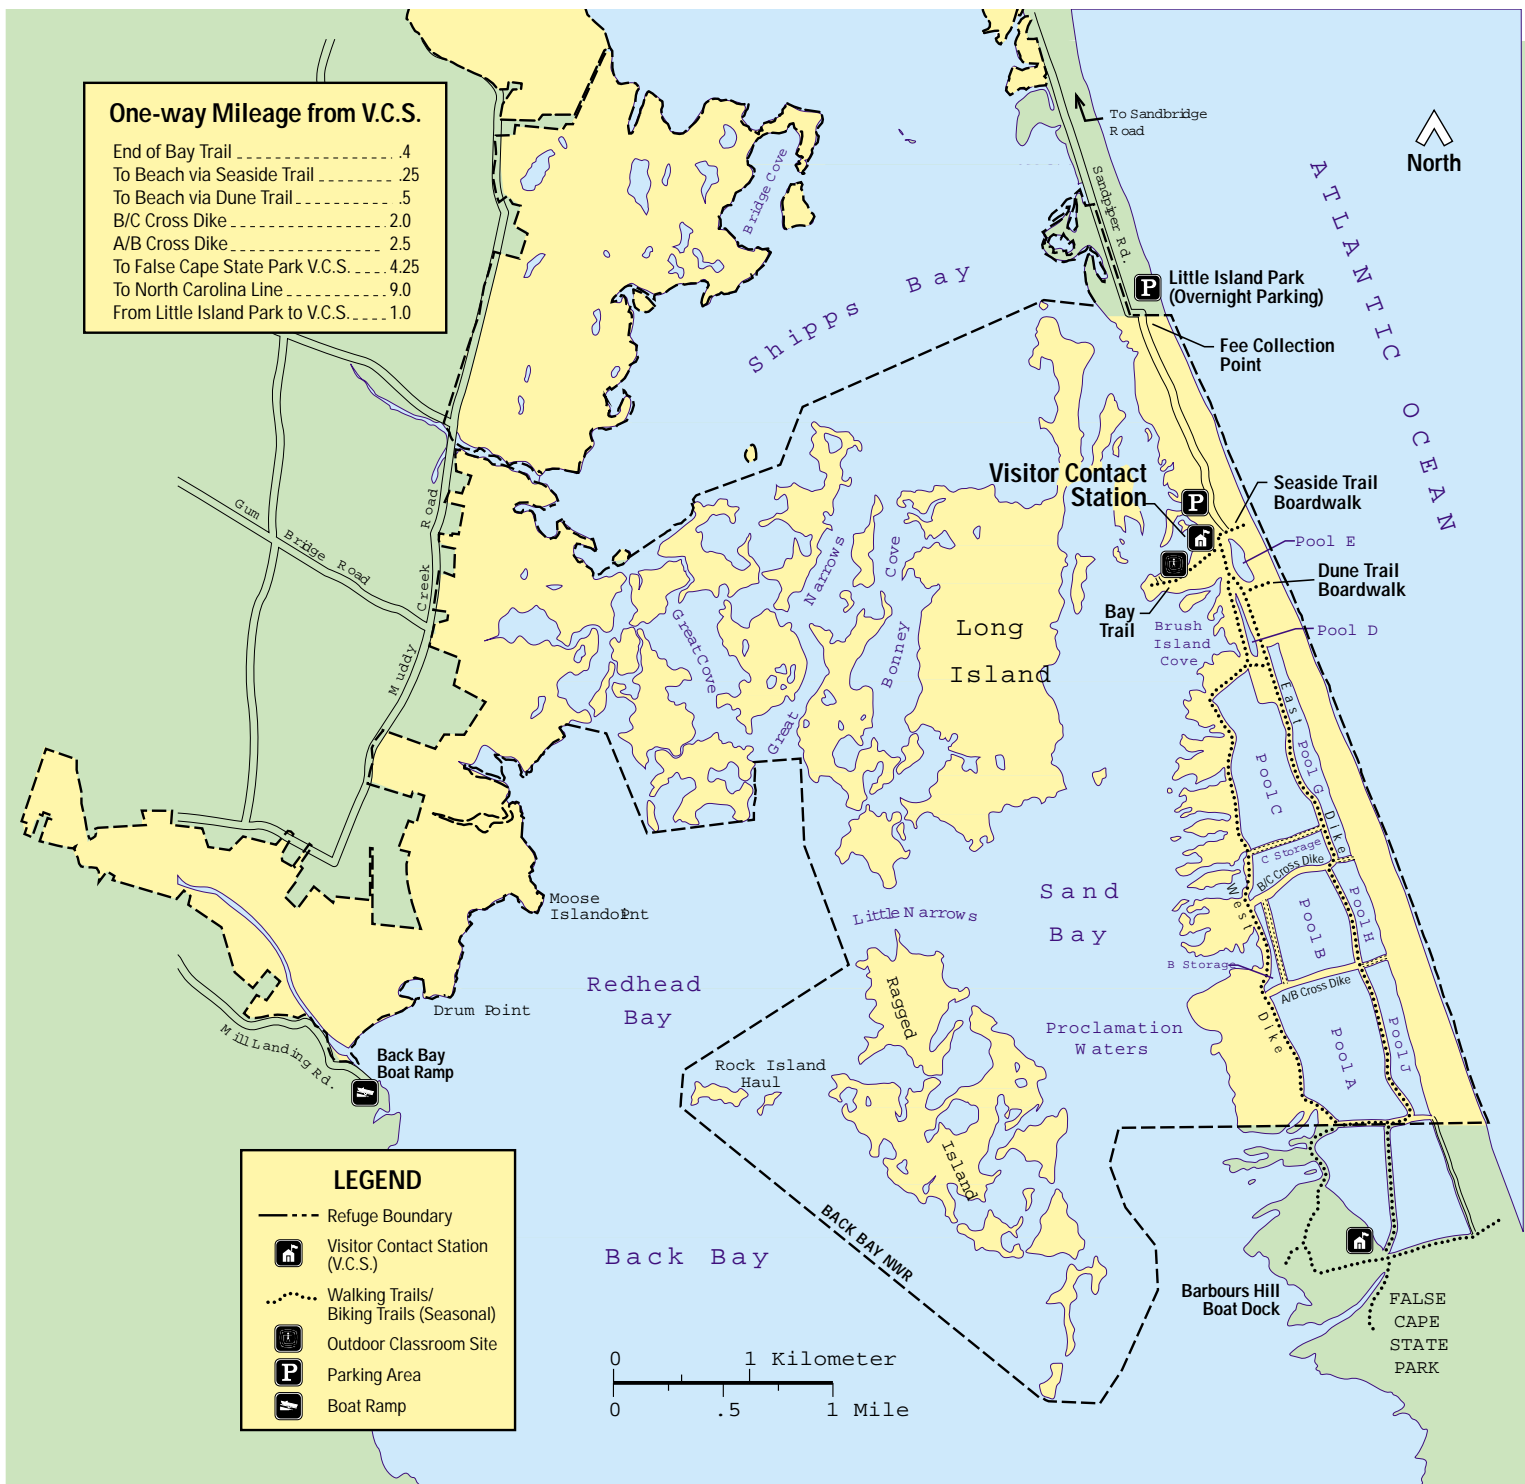 One-way Mileage from V.C.S.
End of Bay Trail .4
To Beach via Seaside Trail .25
To Beach via Dune Trail .5
B/C Cross Dike 2.0
A/B Cross Dike 2.5
To False Cape State Park V.C.S. 4.25
To North Carolina Line 9.0
From Little Island Park to V.C.S. 1.0
To Sandbridge
Road
North
Sandpiper Rd.
Bridge Cove
Shipps Bay
ATLANTIC OCEAN
P
Little Island Park
(Overnight Parking)
Fee Collection
Point
Visitor Contact
Station
P
Seaside Trail
Boardwalk
Pool E
Dune Trail
Boardwalk
Bay
Trail
Brush
Island
Cove
Pool D
Gum Bridge Road
Muddy Creek Road
Great Narrows
Bonney Cove
Great Cove
Long
Island
East Dike
Pool G
Pool C
C Storage
B/C Cross Dike
West Dike
Pool B
Pool H
B Storage
A/B Cross Dike
Pool A
Pool J
Moose
Islandoint
Little Narrows
Sand
Bay
Redhead
Bay
Ragged
Island
Proclamation
Waters
Drum Point
Mill Landing Rd.
Back Bay
Boat Ramp
Rock Island
Haul
BACK BAY NWR
Back Bay
Barbours Hill
Boat Dock
FALSE
CAPE
STATE
PARK
LEGEND
Refuge Boundary
Visitor Contact Station
(V.C.S.)
Walking Trails/
Biking Trails (Seasonal)
Outdoor Classroom Site
P
Parking Area
Boat Ramp
0 1 Kilometer
0 .5 1 Mile